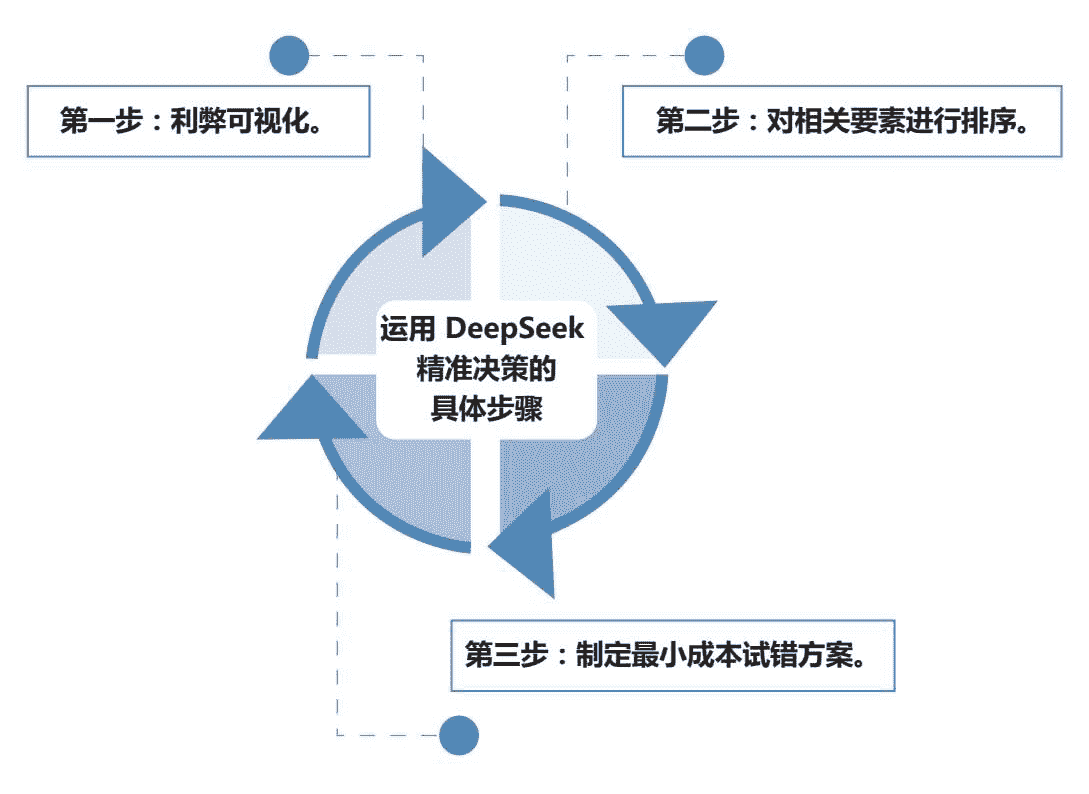 第一步：利弊可视化。
第二步：对相关要素进行排序。
运用 DeepSeek
精准决策的
具体步骤
第三步：制定最小成本试错方案。